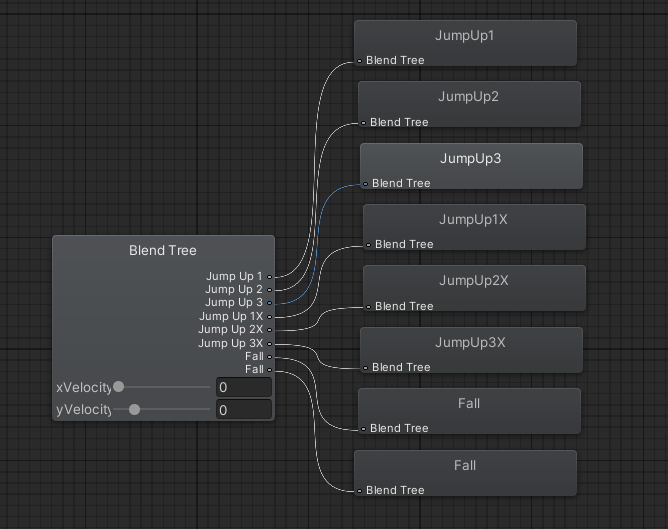 JumpUp1
Blend Tree
JumpUp2
Blend Tree
JumpUp3
Blend Tree
JumpUp1X
Blend Tree
JumpUp2X
Blend Tree
JumpUp3X
Blend Tree
Fall
Blend Tree
Fall
Blend Tree
Blend Tree
Jump Up 1
Jump Up 2
Jump Up 3
Jump Up 1X
Jump Up 2X
Jump Up 3X
Fall
Fall
xVelocity 0
yVelocity 0